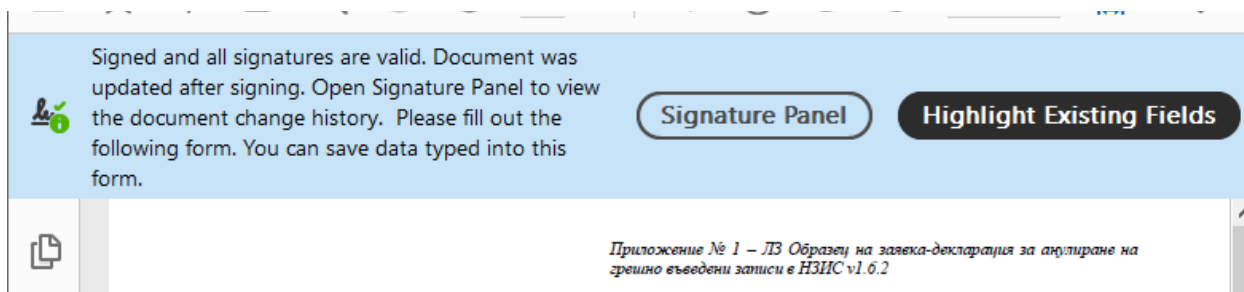 Signed and all signatures are valid. Document was
updated after signing. Open Signature Panel to view
the document change history. Please fill out the
following form. You can save data typed into this
form.
Signature Panel
Highlight Existing Fields
Приложение № 1 – ЛЗ Образец на заявка-декларация за анулиране на
грешно въведени записи в НЗИС v1.6.2